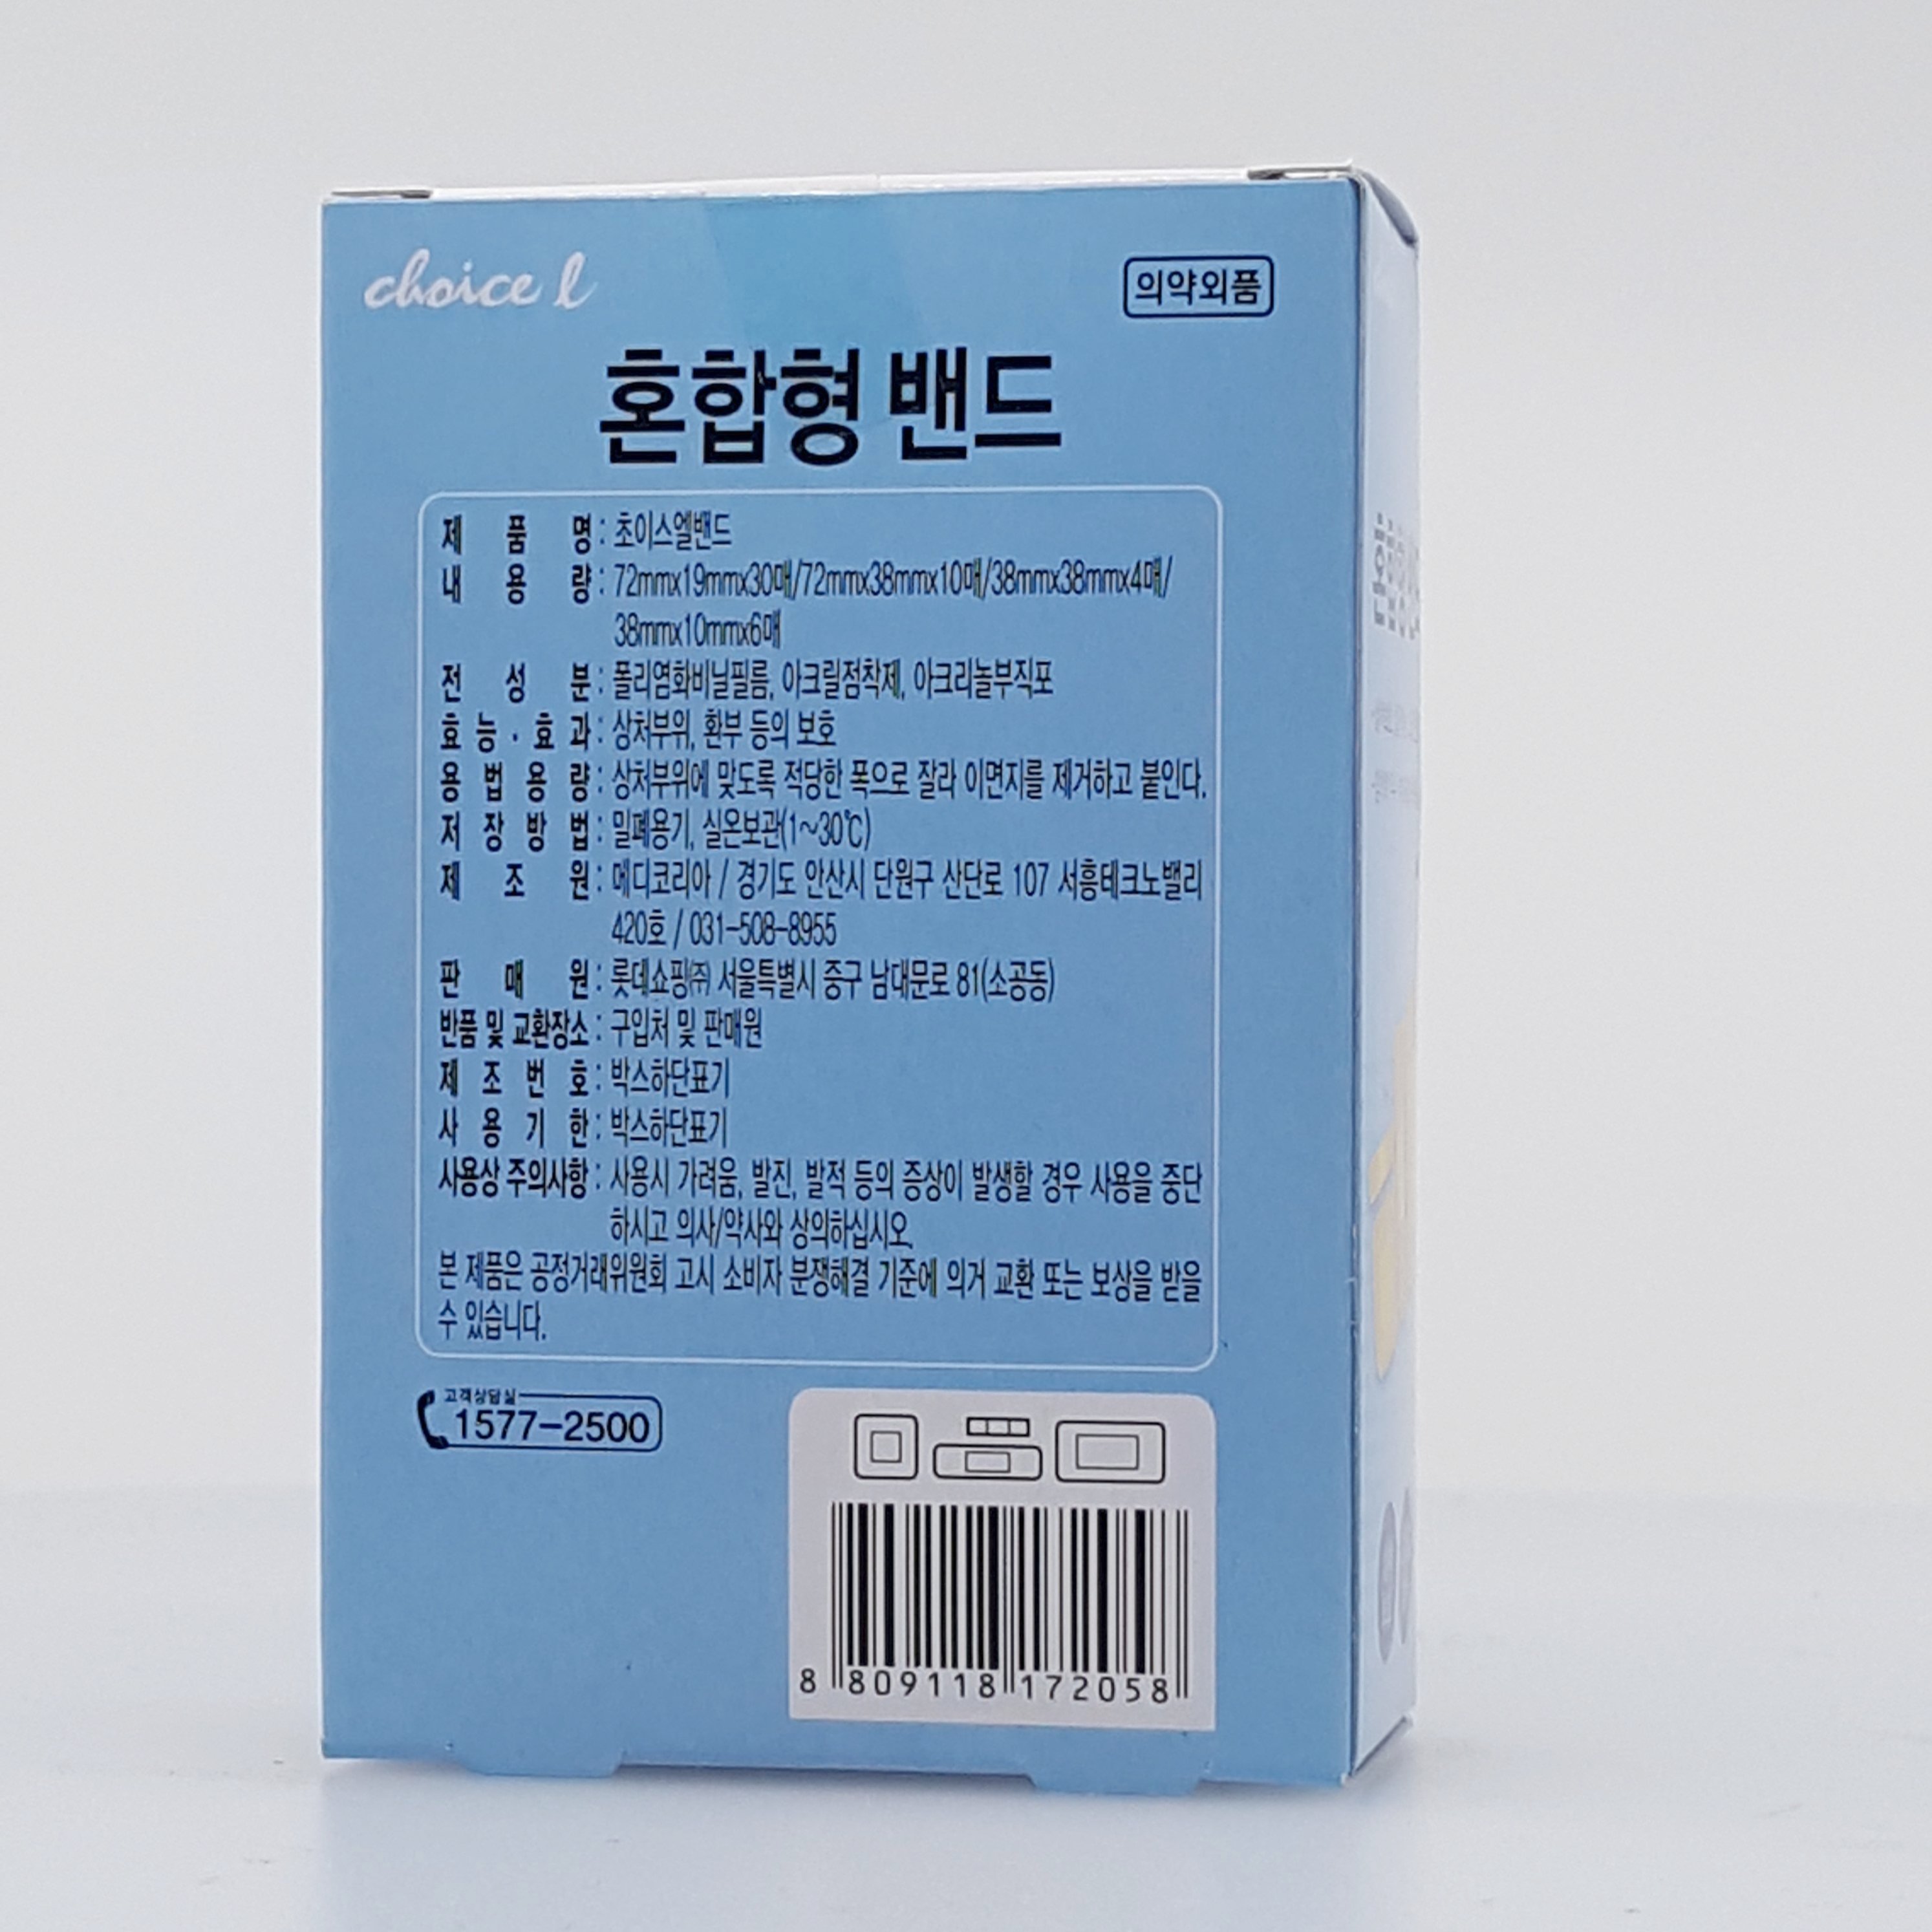 choice l
의약외품
혼합형 밴드
제 품 명 : 초이스엘밴드
내 용 량 : 72mmx19mmx30매/72mmx38mmx10매/38mmx38mmx4매/
38mmx10mmx6매
전 성 분 : 폴리염화비닐필름, 아크릴점착제, 아크리놀부직포
효능·효과 : 상처부위, 환부 등의 보호
용법용량 : 상처부위에 맞도록 적당한 폭으로 잘라 이면지를 제거하고 붙인다.
저장방법 : 밀폐용기, 실온보관(1~30℃)
제 조 원 : 메디코리아 / 경기도 안산시 단원구 산단로 107 서흥테크노밸리
420호 / 031-508-8955
판 매 원 : 롯데쇼핑㈜ 서울특별시 중구 남대문로 81(소공동)
반품 및 교환장소 : 구입처 및 판매원
제조번호 : 박스하단표기
사용기한 : 박스하단표기
사용상 주의사항 : 사용시 가려움, 발진, 발적 등의 증상이 발생할 경우 사용을 중단
하시고 의사/약사와 상의하십시오.
본 제품은 공정거래위원회 고시 소비자 분쟁해결 기준에 의거 교환 또는 보상을 받을
수 있습니다.
고객상담실
1577-2500
8 809118 172058